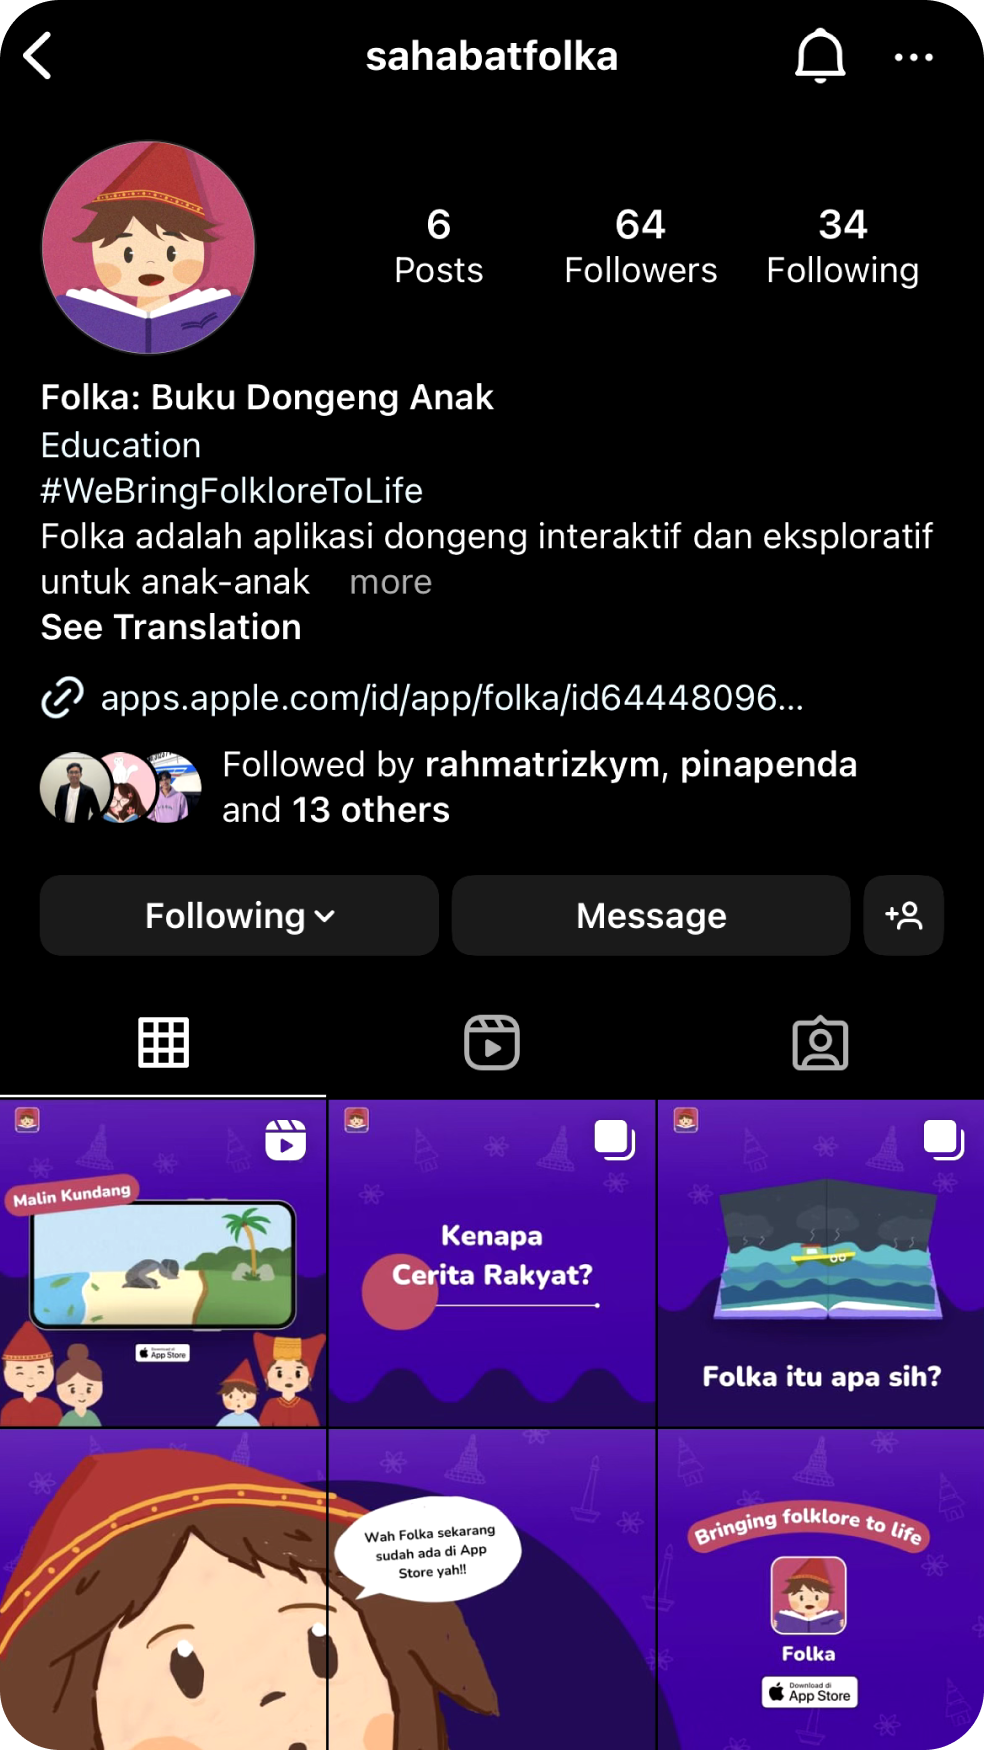 sahabatfolka
6
Posts
64
Followers
34
Following
Folka: Buku Dongeng Anak
Education
#WeBringFolkloreToLife
Folka adalah aplikasi dongeng interaktif dan eksploratif
untuk anak-anak more
See Translation
apps.apple.com/id/app/folka/id64448096...
Followed by rahmatrizkym, pinapenda
and 13 others
Following
Message
Malin Kundang
Download di
App Store
Kenapa
Cerita Rakyat?
Folka itu apa sih?
Wah Folka sekarang
sudah ada di App
Store yah!!
Bringing folklore to life
Folka
Download di
App Store